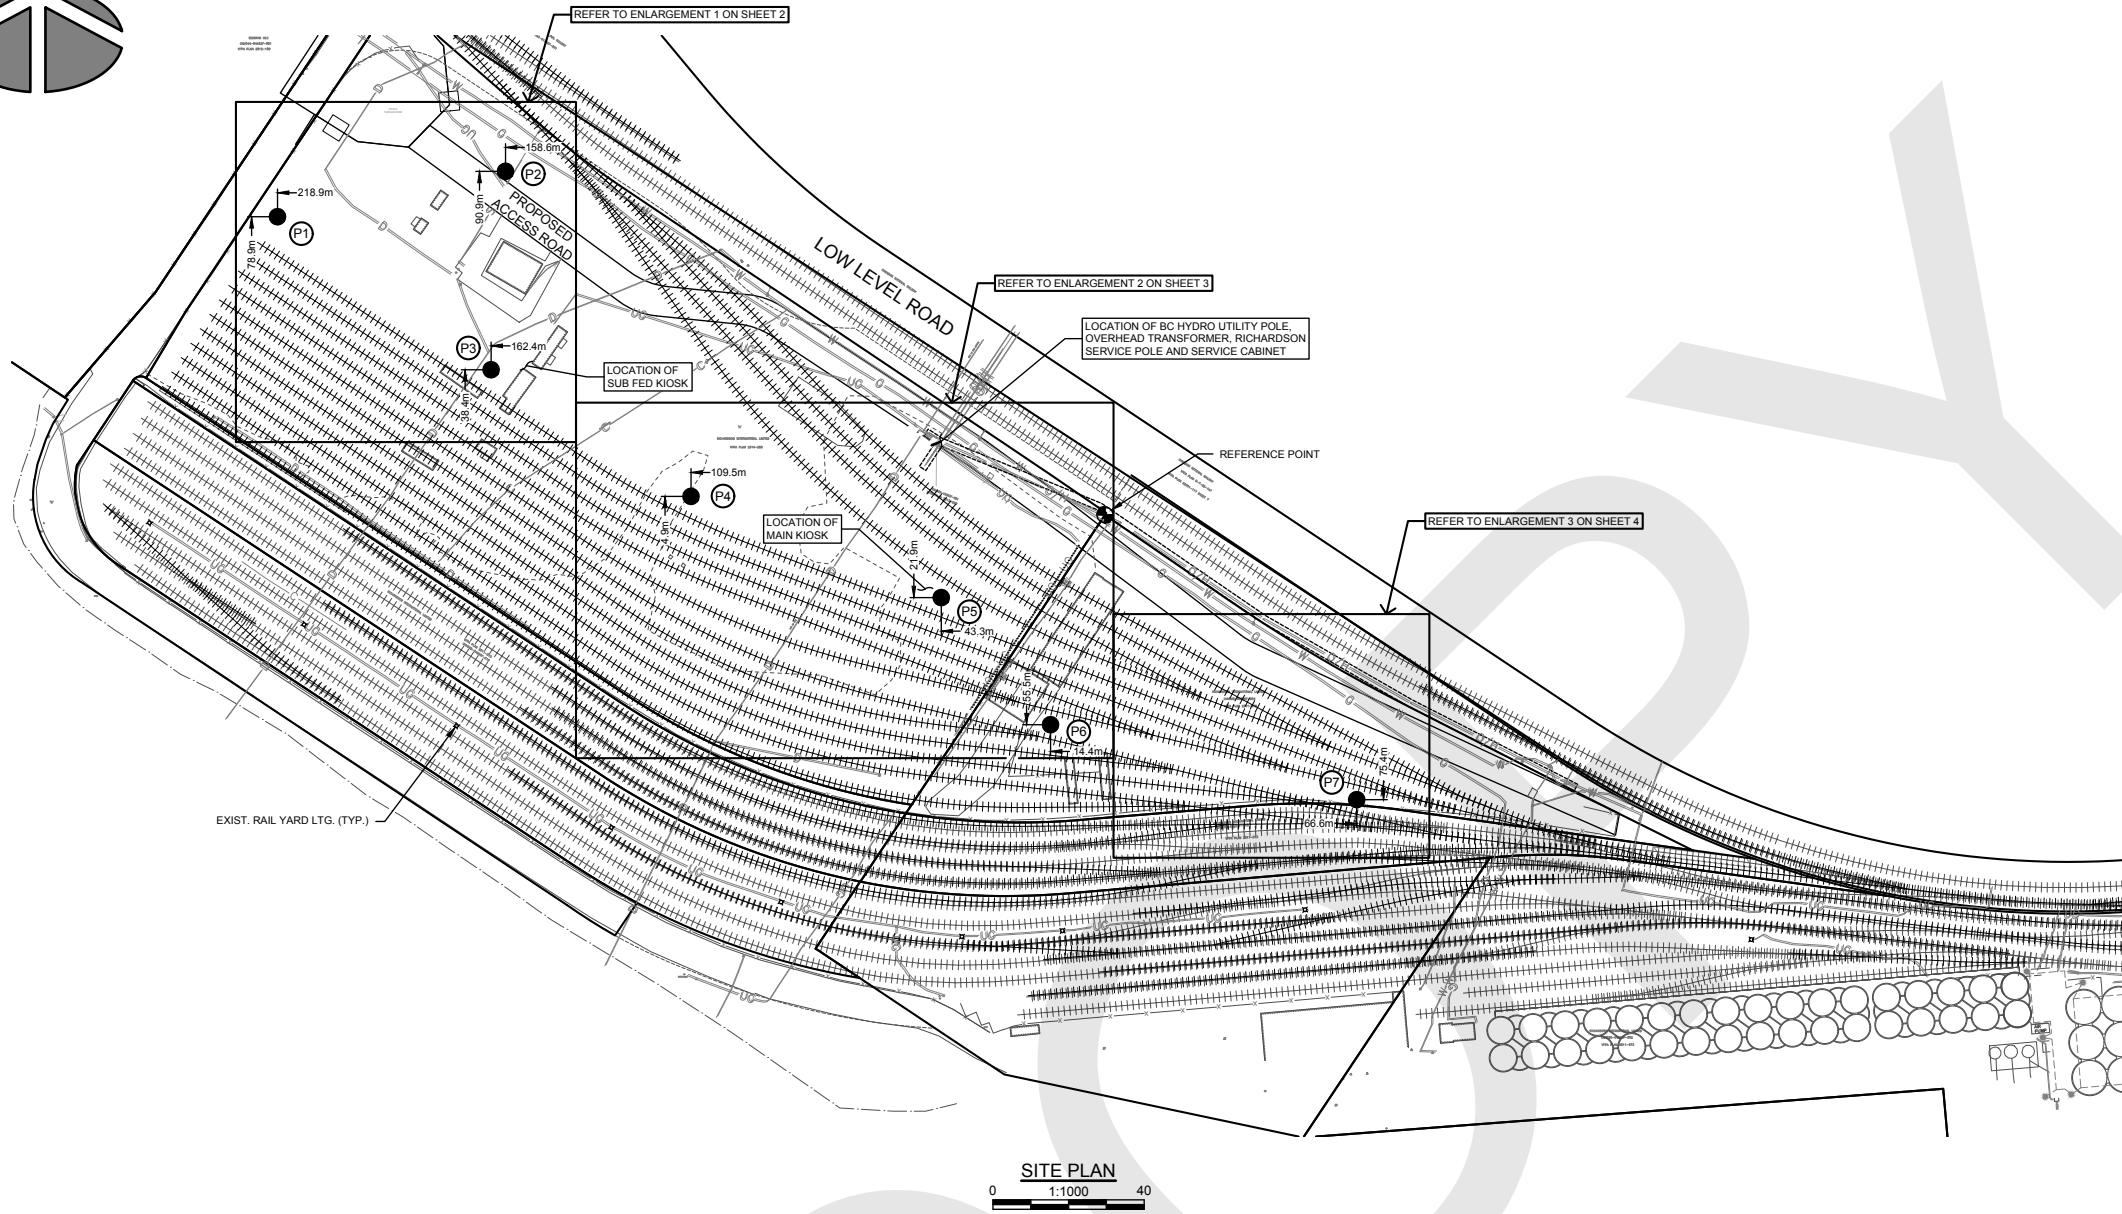 REFER TO ENLARGEMENT 1 ON SHEET 2
158.6m
P2
90.9m
218.9m
P1
78.9m
PROPOSED
ACCESS ROAD
LOW LEVEL ROAD
REFER TO ENLARGEMENT 2 ON SHEET 3
LOCATION OF BC HYDRO UTILITY POLE,
OVERHEAD TRANSFORMER, RICHARDSON
SERVICE POLE AND SERVICE CABINET
P3
162.4m
38.4m
LOCATION OF
SUB FED KIOSK
REFERENCE POINT
109.5m
P4
4.9m
LOCATION OF
MAIN KIOSK
REFER TO ENLARGEMENT 3 ON SHEET 4
21.9m
P5
43.3m
55.5m
P6
14.4m
P7
75.4m
66.6m
EXIST. RAIL YARD LTG. (TYP.)
SITE PLAN
0 1:1000 40